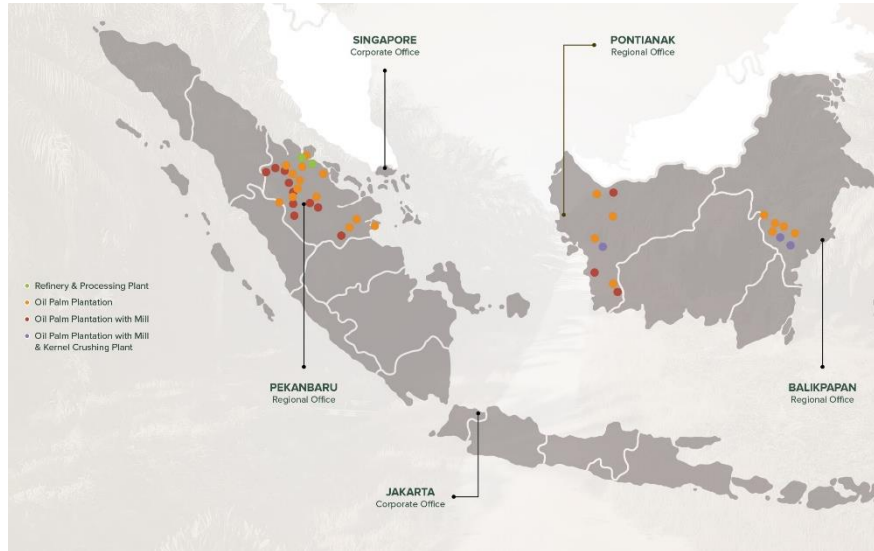 SINGAPORE
Corporate Office
PONTIANAK
Regional Office
Refinery & Processing Plant
Oil Palm Plantation
Oil Palm Plantation with Mill
Oil Palm Plantation with Mill
& Kernel Crushing Plant
PEKANBARU
Regional Office
BALIKPAPAN
Regional Office
JAKARTA
Corporate Office